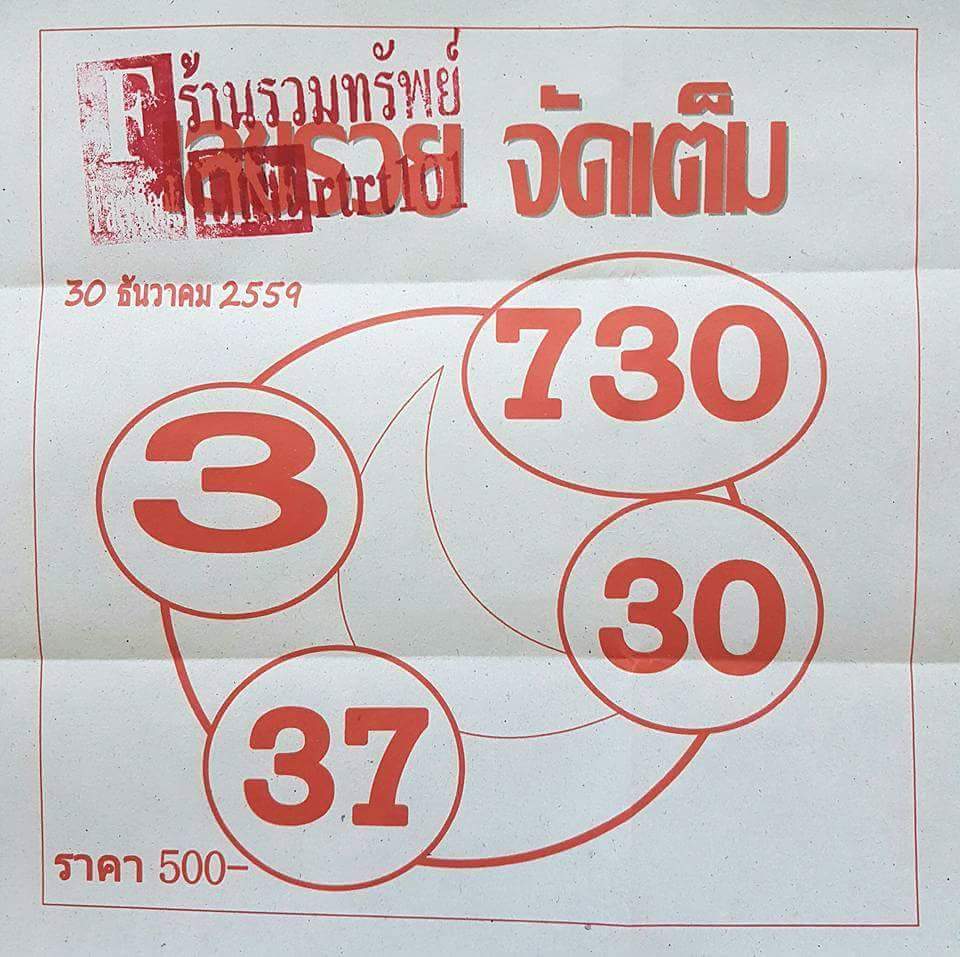 F ร้านรวมทรัพย์
จัดเต็ม
30 ธันวาคม 2559
730
3
30
37
ราคา 500-